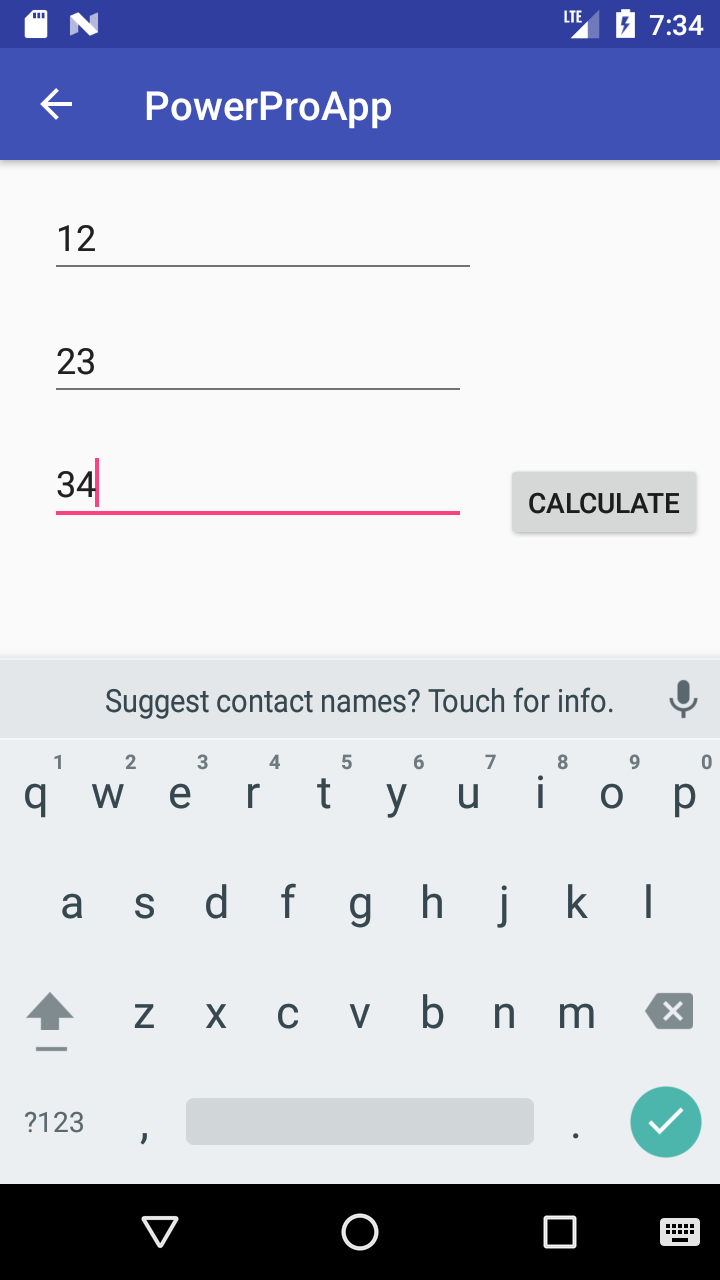 LTE 7:34
PowerProApp
12
23
34
CALCULATE
Suggest contact names? Touch for info.
1 2 3 4 5 6 7 8 9 0
q w e r t y u i o p
a s d f g h j k l
z x c v b n m
?123 , .